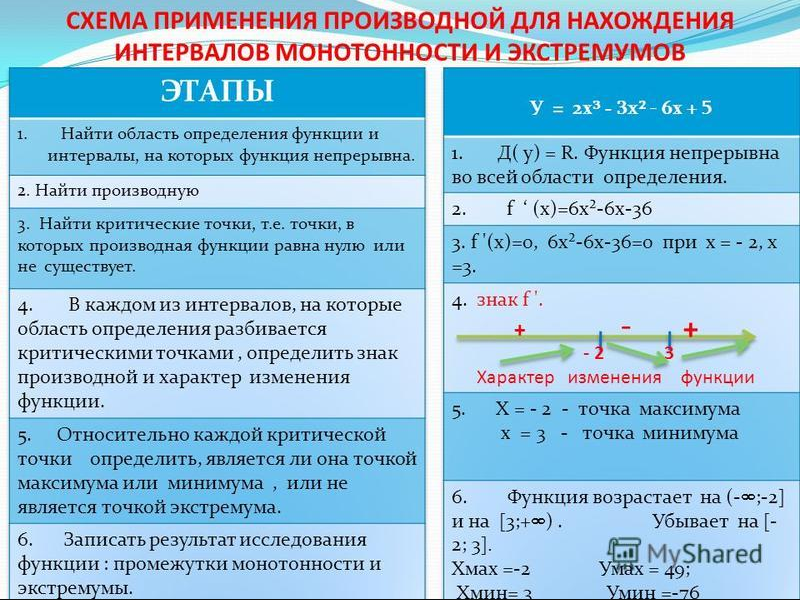 СХЕМА ПРИМЕНЕНИЯ ПРОИЗВОДНОЙ ДЛЯ НАХОЖДЕНИЯ
ИНТЕРВАЛОВ МОНОТОННОСТИ И ЭКСТРЕМУМОВ
ЭТАПЫ
1. Найти область определения функции и
интервалы, на которых функция непрерывна.
2. Найти производную
3. Найти критические точки, т.е. точки, в
которых производная функции равна нулю или
не существует.
4. В каждом из интервалов, на которые
область определения разбивается
критическими точками , определить знак
производной и характер изменения
функции.
5. Относительно каждой критической
точки определить, является ли она точкой
максимума или минимума , или не
является точкой экстремума.
6. Записать результат исследования
функции : промежутки монотонности и
экстремумы.
У = 2х³ - 3х² - 6х + 5
1. Д( у) = R. Функция непрерывна
во всей области определения.
2. f ‘ (x)=6x²-6x-36
3. f '(x)=0, 6x²-6x-36=0 при x = - 2, x
=3.
4. знак f '.
+ - +
- 2 3
Характер изменения функции
5. Х = - 2 - точка максимума
х = 3 - точка минимума
6. Функция возрастает на (-∞;-2]
и на [3;+∞) . Убывает на [-
2; 3].
Xmax =-2 Уmax = 49;
Хмин= 3 Умин =-76
MyShared